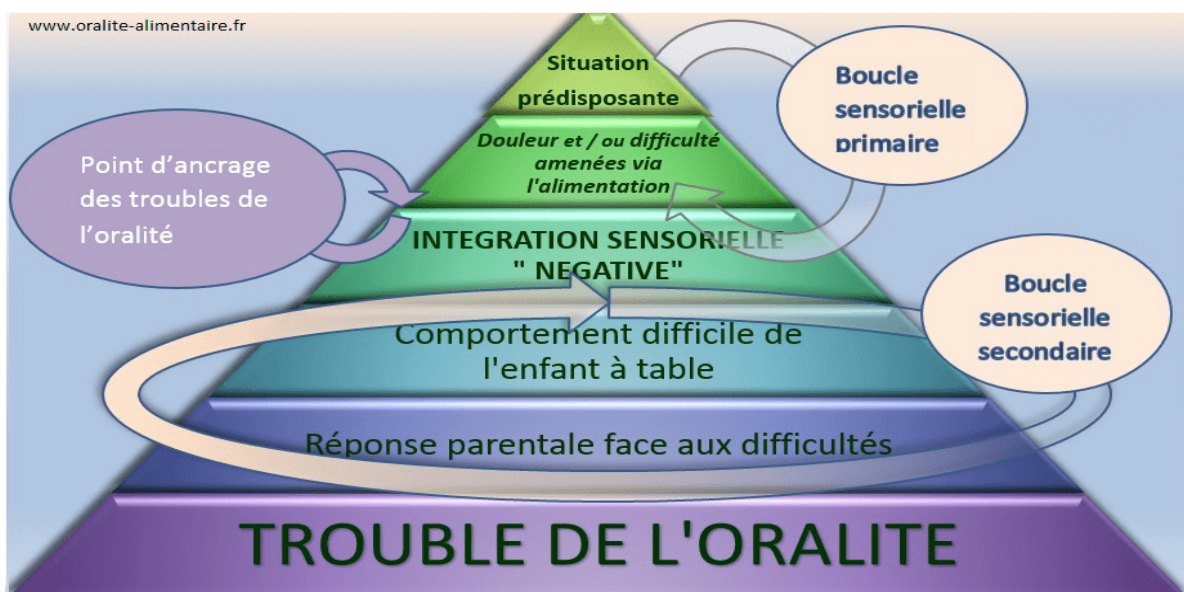 www.oralite-alimentaire.fr
Situation
prédisposante
Boucle
sensorielle
primaire
Douleur et / ou difficulté
amenées via
l'alimentation
Point d’ancrage
des troubles de
l’oralité
INTEGRATION SENSORIELLE
" NEGATIVE"
Boucle
sensorielle
secondaire
Comportement difficile de
l'enfant à table
Réponse parentale face aux difficultés
TROUBLE DE L'ORALITE